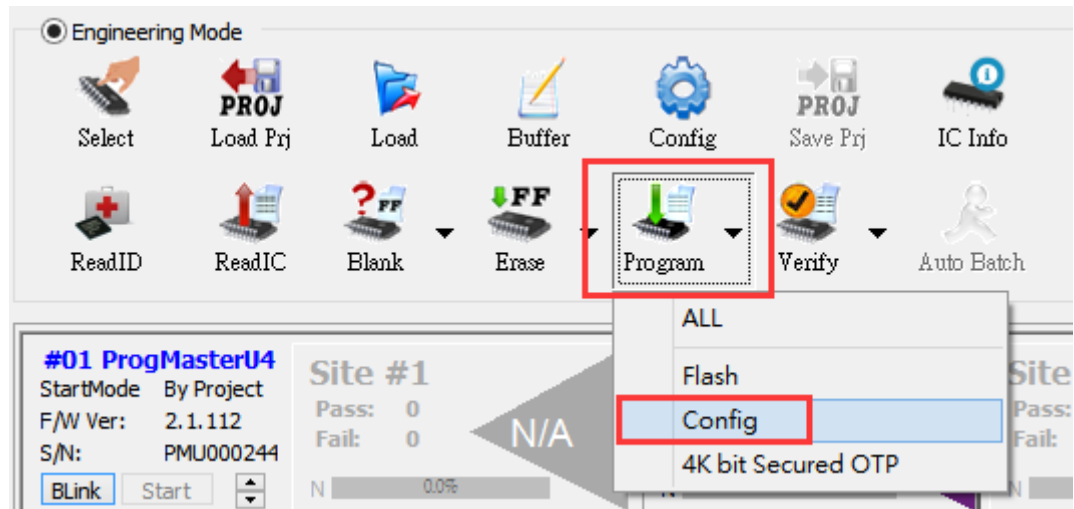 Engineering Mode
PROJ
PROJ
Select Load Prj Load Buffer Config Save Prj IC Info
? FF FF
ReadID ReadIC Blank Erase Program Verify Auto Batch
ALL
Flash
Config
4K bit Secured OTP
#01 ProgMasterU4
StartMode By Project
F/W Ver: 2.1.112
S/N: PMU000244
BLink Start
Site #1
Pass: 0
Fail: 0
N/A
N 0.0%
Site
Pass:
Fail:
N
N